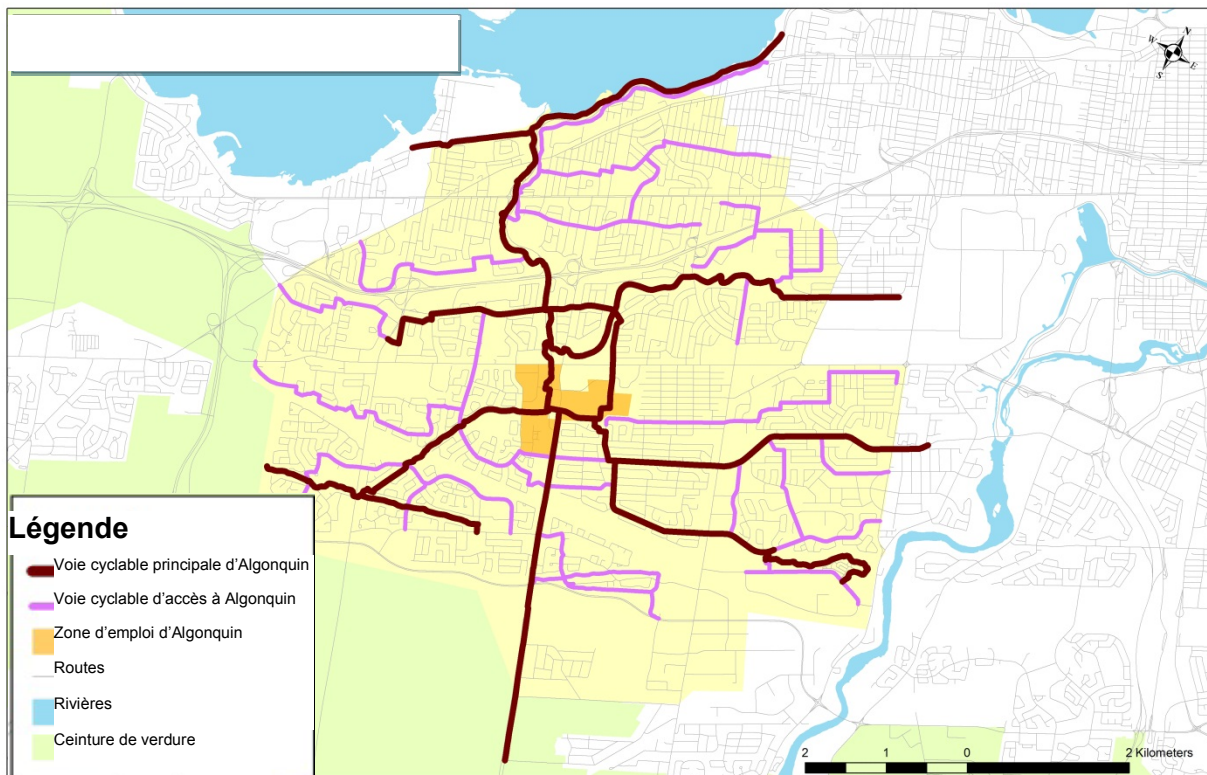 N
W
E
S
Légende
Voie cyclable principale d’Algonquin
Voie cyclable d’accès à Algonquin
Zone d’emploi d’Algonquin
Routes
Rivières
Ceinture de verdure
2 1 0 2 Kilometers